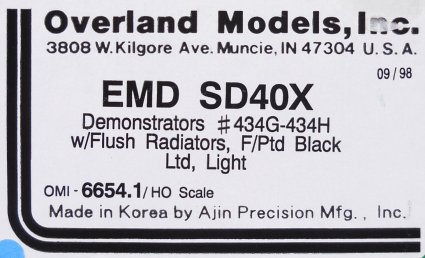 Overland Models, Inc.
3808 W. Kilgore Ave. Muncie, IN 47304 U. S. A.
09 / 98
EMD SD40X
Demonstrators #434G-434H
w/Flush Radiators, F/Ptd Black
Ltd, Light
OMI - 6654.1/ HO Scale
Made in Korea by Ajin Precision Mfg. , Inc.